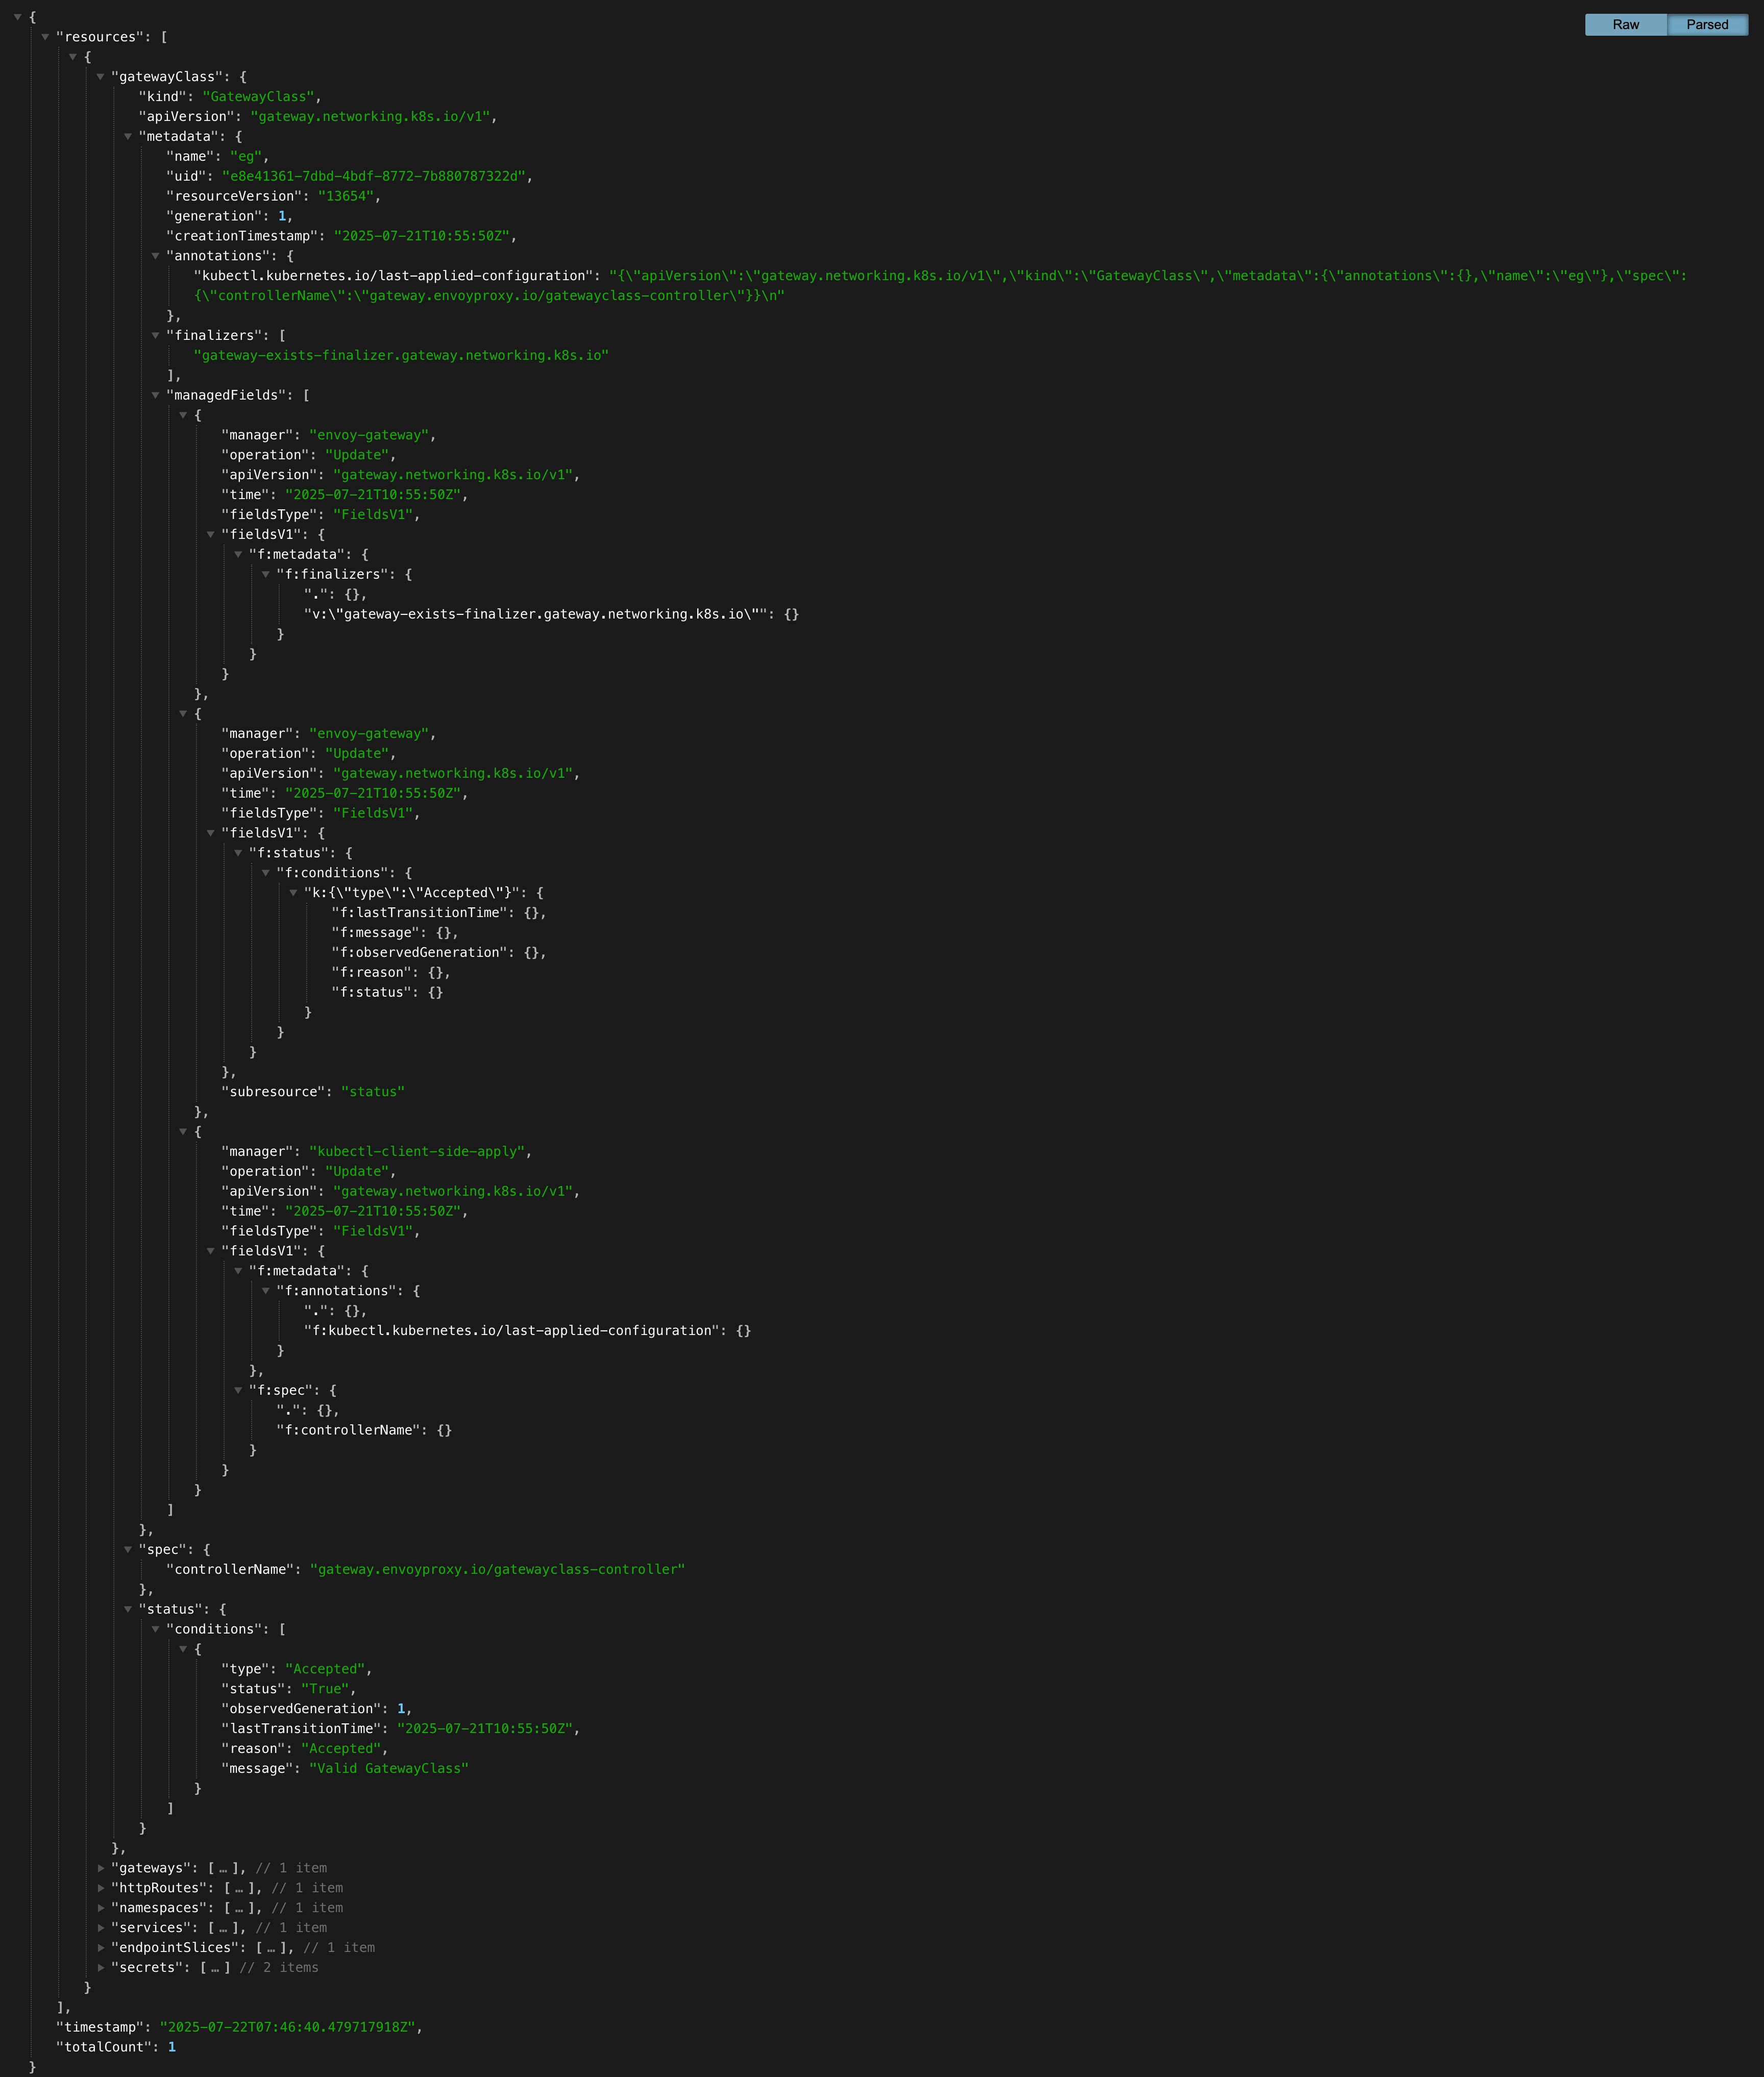 Raw Parsed
{
"resources": [
{
"gatewayClass": {
"kind": "GatewayClass",
"apiVersion": "gateway.networking.k8s.io/v1",
"metadata": {
"name": "eg",
"uid": "e8e41361-7dbd-4bdf-8772-7b880787322d",
"resourceVersion": "13654",
"generation": 1,
"creationTimestamp": "2025-07-21T10:55:50Z",
"annotations": {
"kubectl.kubernetes.io/last-applied-configuration": "{\"apiVersion\":\"gateway.networking.k8s.io/v1\",\"kind\":\"GatewayClass\",\"metadata\":{\"annotations\":{},\"name\":\"eg\"},\"spec\":
{\"controllerName\":\"gateway.envoyproxy.io/gatewayclass-controller\"}}\n"
},
"finalizers": [
"gateway-exists-finalizer.gateway.networking.k8s.io"
],
"managedFields": [
{
"manager": "envoy-gateway",
"operation": "Update",
"apiVersion": "gateway.networking.k8s.io/v1",
"time": "2025-07-21T10:55:50Z",
"fieldsType": "FieldsV1",
"fieldsV1": {
"f:metadata": {
"f:finalizers": {
".": {},
"v:\"gateway-exists-finalizer.gateway.networking.k8s.io\"": {}
}
}
}
},
{
"manager": "envoy-gateway",
"operation": "Update",
"apiVersion": "gateway.networking.k8s.io/v1",
"time": "2025-07-21T10:55:50Z",
"fieldsType": "FieldsV1",
"fieldsV1": {
"f:status": {
"f:conditions": {
"k:{\"type\":\"Accepted\"}": {
"f:lastTransitionTime": {},
"f:message": {},
"f:observedGeneration": {},
"f:reason": {},
"f:status": {}
}
}
}
},
"subresource": "status"
},
{
"manager": "kubectl-client-side-apply",
"operation": "Update",
"apiVersion": "gateway.networking.k8s.io/v1",
"time": "2025-07-21T10:55:50Z",
"fieldsType": "FieldsV1",
"fieldsV1": {
"f:metadata": {
"f:annotations": {
".": {},
"f:kubectl.kubernetes.io/last-applied-configuration": {}
}
},
"f:spec": {
".": {},
"f:controllerName": {}
}
}
}
]
},
"spec": {
"controllerName": "gateway.envoyproxy.io/gatewayclass-controller"
},
"status": {
"conditions": [
{
"type": "Accepted",
"status": "True",
"observedGeneration": 1,
"lastTransitionTime": "2025-07-21T10:55:50Z",
"reason": "Accepted",
"message": "Valid GatewayClass"
}
]
}
},
"gateways": […], // 1 item
"httpRoutes": […], // 1 item
"namespaces": […], // 1 item
"services": […], // 1 item
"endpointSlices": […], // 1 item
"secrets": […] // 2 items
}
],
"timestamp": "2025-07-22T07:46:40.479717918Z",
"totalCount": 1
}